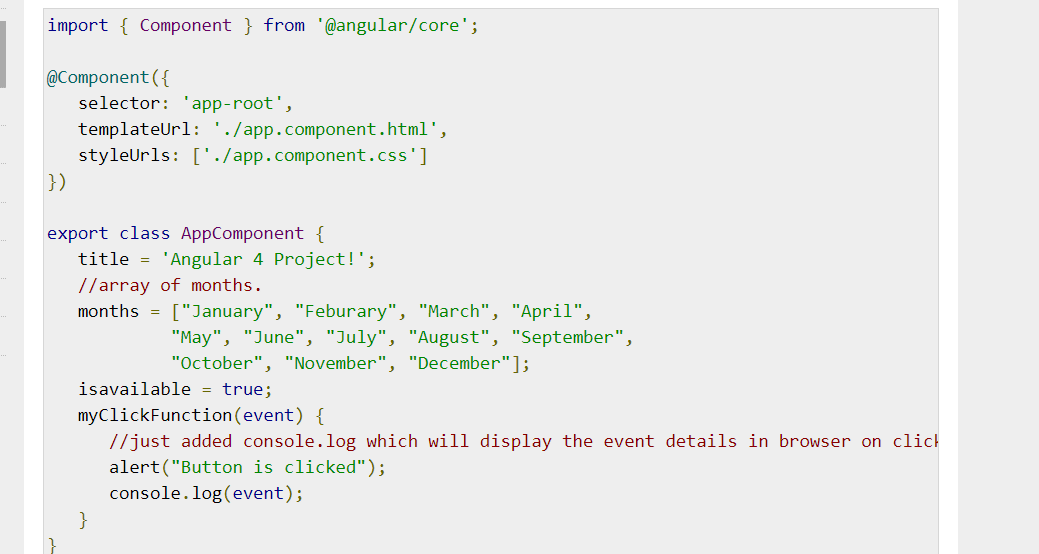 import { Component } from '@angular/core';
@Component({
selector: 'app-root',
templateUrl: './app.component.html',
styleUrls: ['./app.component.css']
})
export class AppComponent {
title = 'Angular 4 Project!';
//array of months.
months = ["January", "Feburary", "March", "April",
"May", "June", "July", "August", "September",
"October", "November", "December"];
isavailable = true;
myClickFunction(event) {
//just added console.log which will display the event details in browser on click
alert("Button is clicked");
console.log(event);
}
}